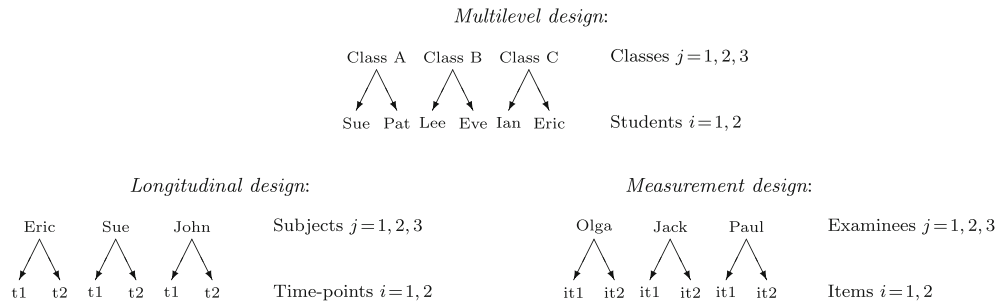 Multilevel design:
Class A Class B Class C Classes j = 1, 2, 3
Sue Pat Lee Eve Ian Eric Students i = 1, 2
Longitudinal design:
Eric Sue John Subjects j = 1, 2, 3
t1 t2 t1 t2 t1 t2 Time-points i = 1, 2
Measurement design:
Olga Jack Paul Examinees j = 1, 2, 3
it1 it2 it1 it2 it1 it2 Items i = 1, 2